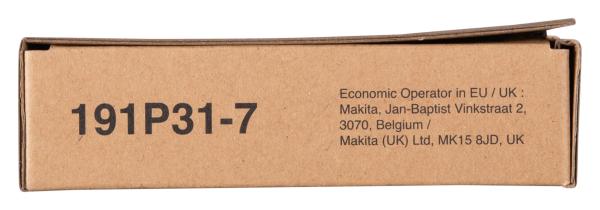 191P31-7
Economic Operator in EU / UK :
Makita, Jan-Baptist Vinkstraat 2,
3070, Belgium /
Makita (UK) Ltd, MK15 8JD, UK